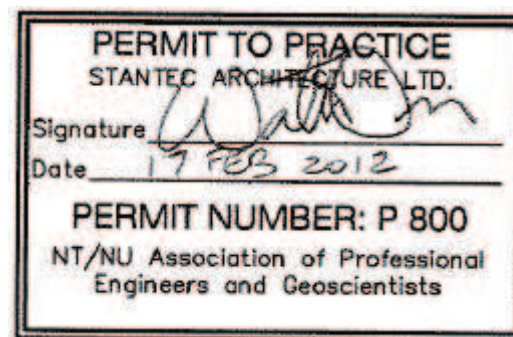 PERMIT TO PRACTICE
STANTEC ARCHITECTURE LTD.
Signature
Date 17 FEB 2012
PERMIT NUMBER: P 800
NT/NU Association of Professional
Engineers and Geoscientists